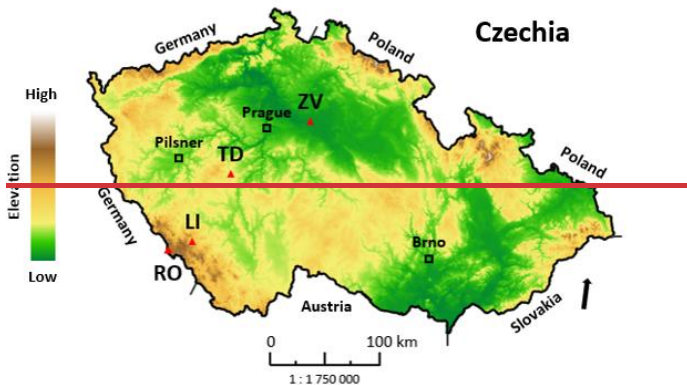 Czechia
Germany
Poland
High
ZV
Prague
Pilsner
TD
Poland
Elevation
Germany
LI
Brno
RO
Low
Austria
Slovakia
0 100 km
1 : 1 750 000